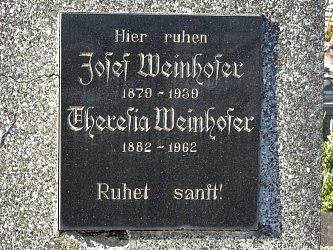 Hier ruhen
Josef Weinhofer
1879 - 1939
Theresia Weinhofer
1882 - 1962
Ruhet sanft!